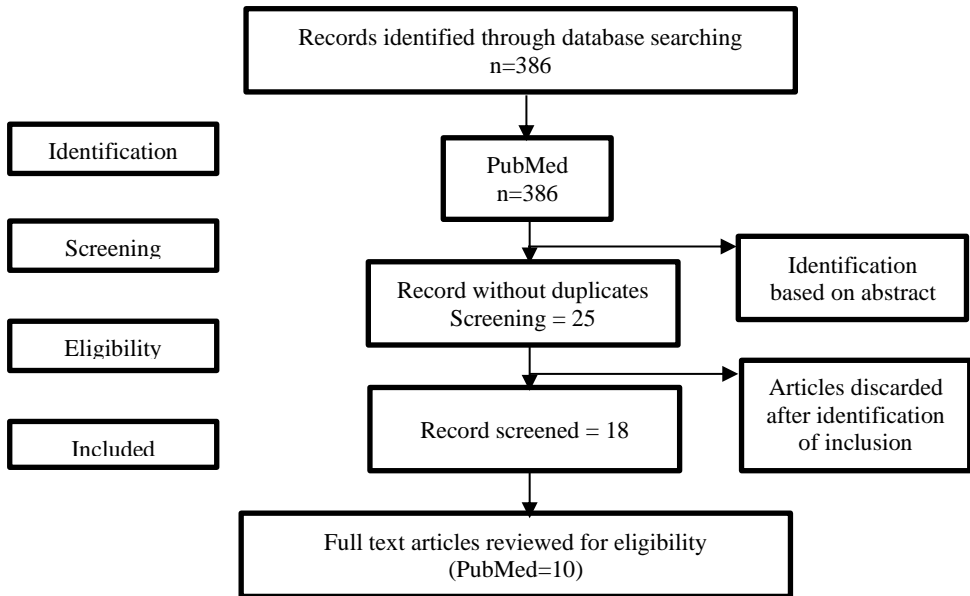 Records identified through database searching
n=386
Identification
PubMed
n=386
Screening
Identification
based on abstract
Record without duplicates
Screening = 25
Eligibility
Articles discarded
after identification
of inclusion
Record screened = 18
Included
Full text articles reviewed for eligibility
(PubMed=10)